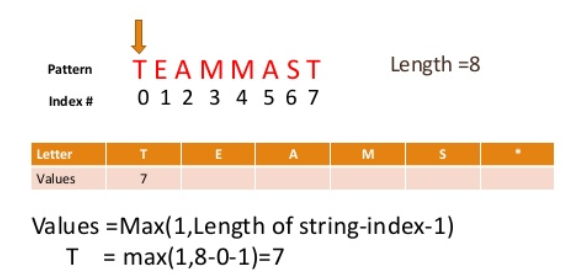 Pattern T E A M M A S T Length =8
Index # 0 1 2 3 4 5 6 7
Letter T E A M S *
Values 7
Values =Max(1,Length of string-index-1)
T = max(1,8-0-1)=7